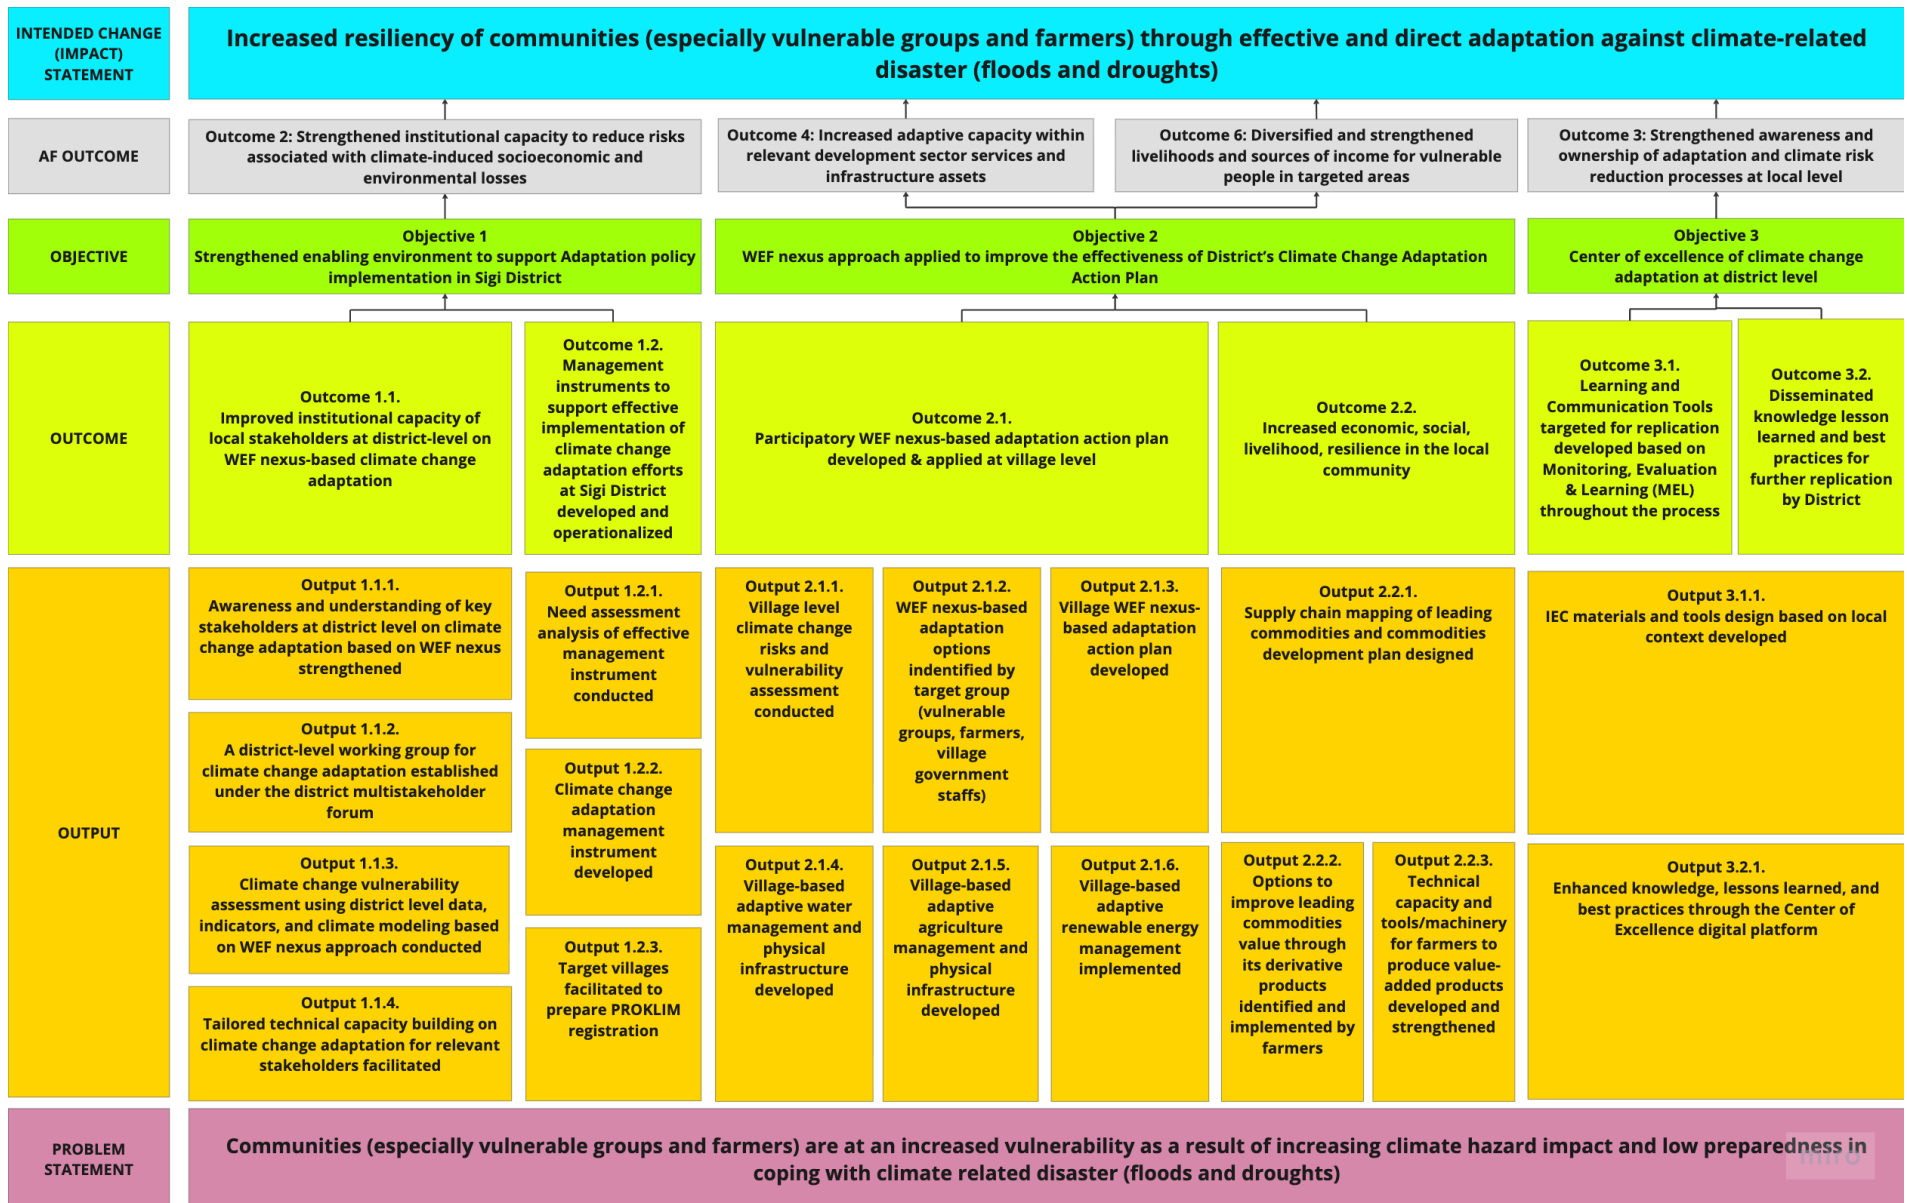 INTENDED CHANGE
(IMPACT)
STATEMENT
Increased resiliency of communities (especially vulnerable groups and farmers) through effective and direct adaptation against climate-related
disaster (floods and droughts)
AF OUTCOME
Outcome 2: Strengthened institutional capacity to reduce risks
associated with climate-induced socioeconomic and
environmental losses
Outcome 4: Increased adaptive capacity within
relevant development sector services and
infrastructure assets
Outcome 6: Diversified and strengthened
livelihoods and sources of income for vulnerable
people in targeted areas
Outcome 3: Strengthened awareness and
ownership of adaptation and climate risk
reduction processes at local level
OBJECTIVE
Objective 1
Strengthened enabling environment to support Adaptation policy
implementation in Sigi District
Objective 2
WEF nexus approach applied to improve the effectiveness of District's Climate Change Adaptation
Action Plan
Objective 3
Center of excellence of climate change
adaptation at district level
OUTCOME
Outcome 1.1.
Improved institutional capacity of
local stakeholders at district-level on
WEF nexus-based climate change
adaptation
Outcome 1.2.
Management
instruments to
support effective
implementation of
climate change
adaptation efforts
at Sigi District
developed and
operationalized
Outcome 2.1.
Participatory WEF nexus-based adaptation action plan
developed & applied at village level
Outcome 2.2.
Increased economic, social,
livelihood, resilience in the local
community
Outcome 3.1.
Learning and
Communication Tools
targeted for replication
developed based on
Monitoring, Evaluation
& Learning (MEL)
throughout the process
Outcome 3.2.
Disseminated
knowledge lesson
learned and best
practices for
further replication
by District
OUTPUT
Output 1.1.1.
Awareness and understanding of key
stakeholders at district level on climate
change adaptation based on WEF nexus
strengthened
Output 1.1.2.
A district-level working group for
climate change adaptation established
under the district multistakeholder
forum
Output 1.1.3.
Climate change vulnerability
assessment using district level data,
indicators, and climate modeling based
on WEF nexus approach conducted
Output 1.1.4.
Tailored technical capacity building on
climate change adaptation for relevant
stakeholders facilitated
Output 1.2.1.
Need assessment
analysis of effective
management
instrument
conducted
Output 1.2.2.
Climate change
adaptation
management
instrument
developed
Output 1.2.3.
Target villages
facilitated to
prepare PROKLIM
registration
Output 2.1.1.
Village level
climate change
risks and
vulnerability
assessment
conducted
Output 2.1.2.
WEF nexus-based
adaptation
options
indentified by
target group
(vulnerable
groups, farmers,
village
government
staffs)
Output 2.1.3.
Village WEF nexus-
based adaptation
action plan
developed
Output 2.1.4.
Village-based
adaptive water
management and
physical
infrastructure
developed
Output 2.1.5.
Village-based
adaptive
agriculture
management and
physical
infrastructure
developed
Output 2.1.6.
Village-based
adaptive
renewable energy
management
implemented
Output 2.2.1.
Supply chain mapping of leading
commodities and commodities
development plan designed
Output 2.2.2.
Options to
improve leading
commodities
value through
its derivative
products
identified and
implemented by
farmers
Output 2.2.3.
Technical
capacity and
tools/machinery
for farmers to
produce value-
added products
developed and
strengthened
Output 3.1.1.
IEC materials and tools design based on local
context developed
Output 3.2.1.
Enhanced knowledge, lessons learned, and
best practices through the Center of
Excellence digital platform
PROBLEM
STATEMENT
Communities (especially vulnerable groups and farmers) are at an increased vulnerability as a result of increasing climate hazard impact and low preparedness in
coping with climate related disaster (floods and droughts)
miro